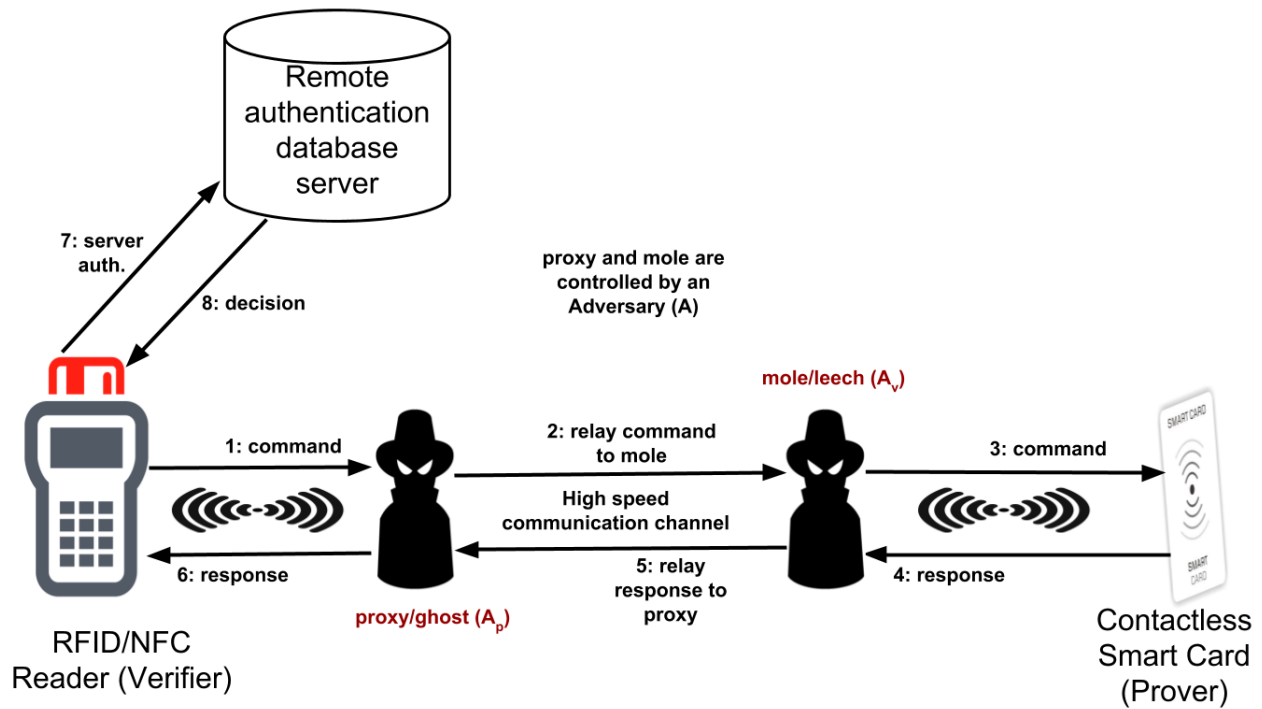 Remote
authentication
database
server
7: server
auth.
8: decision
proxy and mole are
controlled by an
Adversary (A)
mole/leech (Av)
1: command
2: relay command
to mole
3: command
High speed
communication channel
6: response
5: relay
response to
proxy
4: response
proxy/ghost (Ap)
SMART CARD
SMART
CARD
RFID/NFC
Reader (Verifier)
Contactless
Smart Card
(Prover)